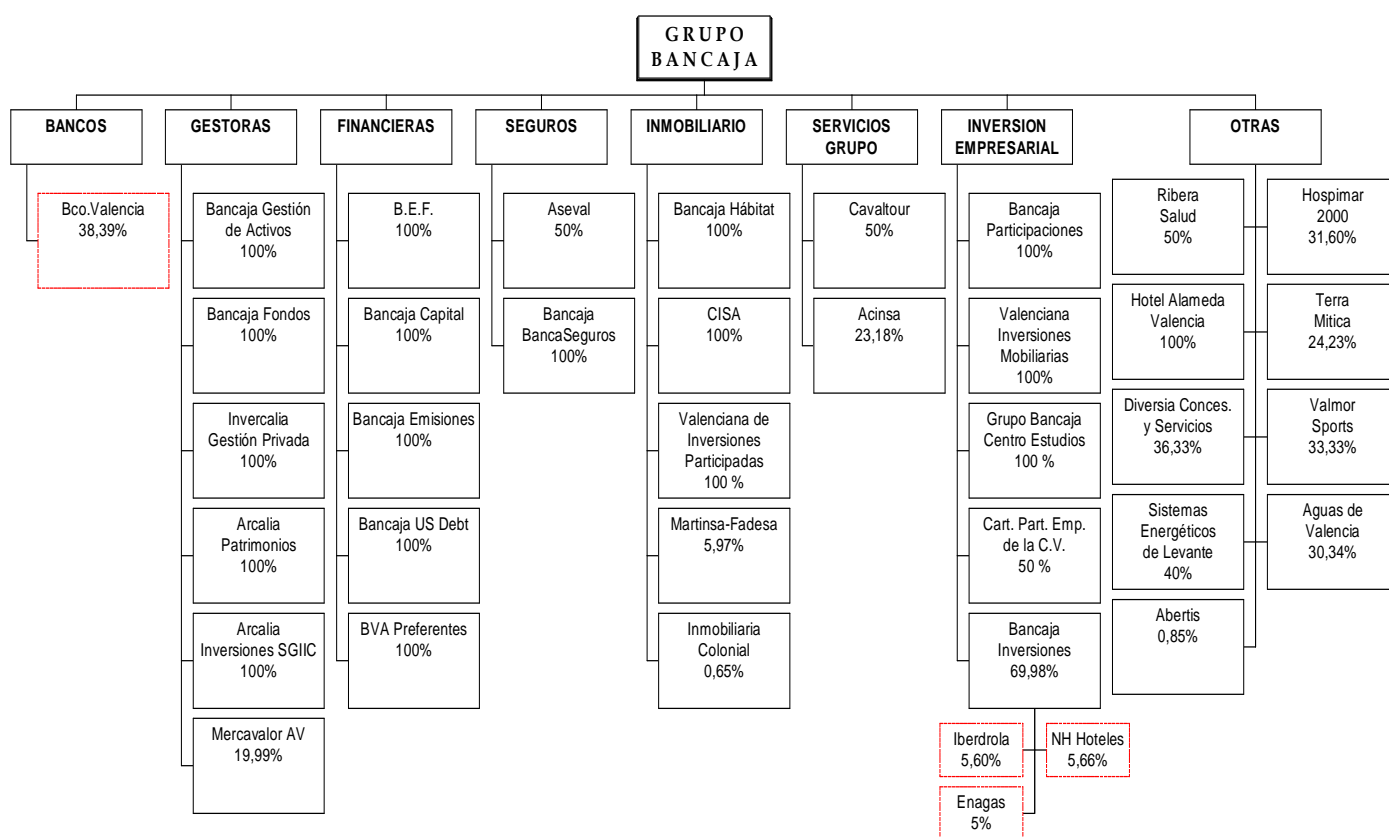 GRUPO
BANCAJA
BANCOS
Bco.Valencia
38,39%
GESTORAS
Bancaja Gestión
de Activos
100%
Bancaja Fondos
100%
Invercalia
Gestión Privada
100%
Arcalia
Patrimonios
100%
Arcalia
Inversiones SGIIC
100%
Mercavalor AV
19,99%
FINANCIERAS
B.E.F.
100%
Bancaja Capital
100%
Bancaja Emisiones
100%
Bancaja US Debt
100%
BVA Preferentes
100%
SEGUROS
Aseval
50%
Bancaja
BancaSeguros
100%
INMOBILIARIO
Bancaja Hábitat
100%
CISA
100%
Valenciana de
Inversiones
Participadas
100 %
Martinsa-Fadesa
5,97%
Inmobiliaria
Colonial
0,65%
SERVICIOS
GRUPO
Cavaltour
50%
Acinsa
23,18%
INVERSION
EMPRESARIAL
Bancaja
Participaciones
100%
Valenciana
Inversiones
Mobiliarias
100%
Grupo Bancaja
Centro Estudios
100 %
Cart. Part. Emp.
de la C.V.
50 %
Bancaja
Inversiones
69,98%
Iberdrola
5,60%
NH Hoteles
5,66%
Enagas
5%
OTRAS
Ribera
Salud
50%
Hospimar
2000
31,60%
Hotel Alameda
Valencia
100%
Terra
Mitica
24,23%
Diversia Conces.
y Servicios
36,33%
Valmor
Sports
33,33%
Sistemas
Energéticos
de Levante
40%
Aguas de
Valencia
30,34%
Abertis
0,85%